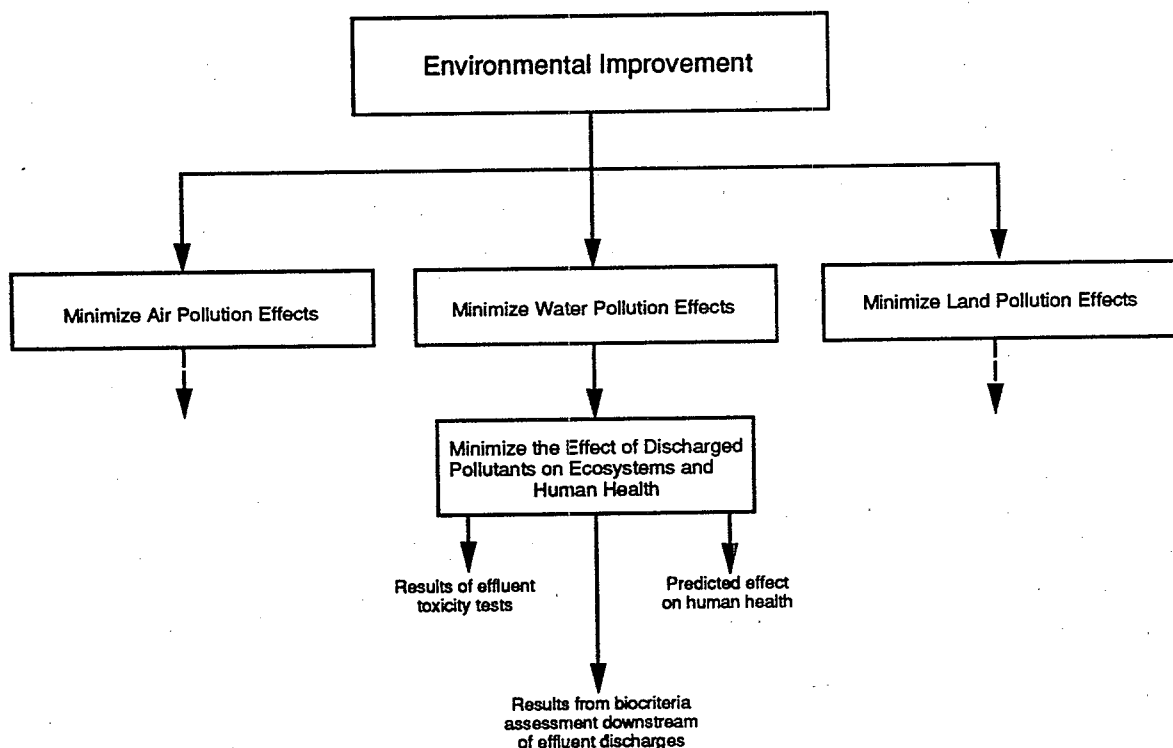 Environmental Improvement
Minimize Air Pollution Effects
Minimize Water Pollution Effects
Minimize Land Pollution Effects
Minimize the Effect of Discharged
Pollutants on Ecosystems and
Human Health
Results of effluent
toxicity tests
Predicted effect
on human health
Results from biocriteria
assessment downstream
of effluent discharges